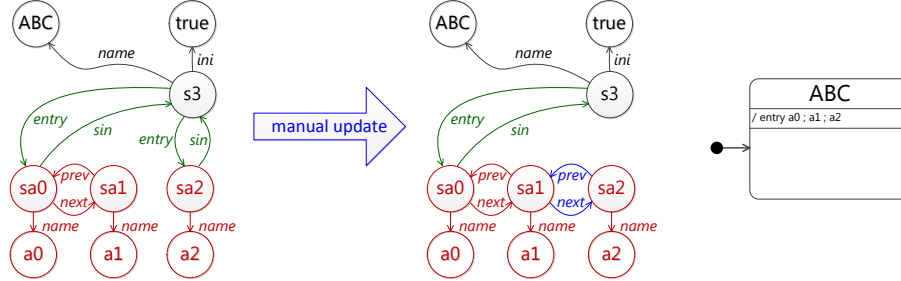 ABC
true
name
ini
s3
entry
sin
entry
sin
sa0
prev
sa1
sa2
next
name
name
name
a0
a1
a2
manual update
ABC
true
name
ini
s3
entry
sin
sa0
prev
sa1
prev
sa2
next
next
name
name
name
a0
a1
a2
ABC
/ entry a0 ; a1 ; a2